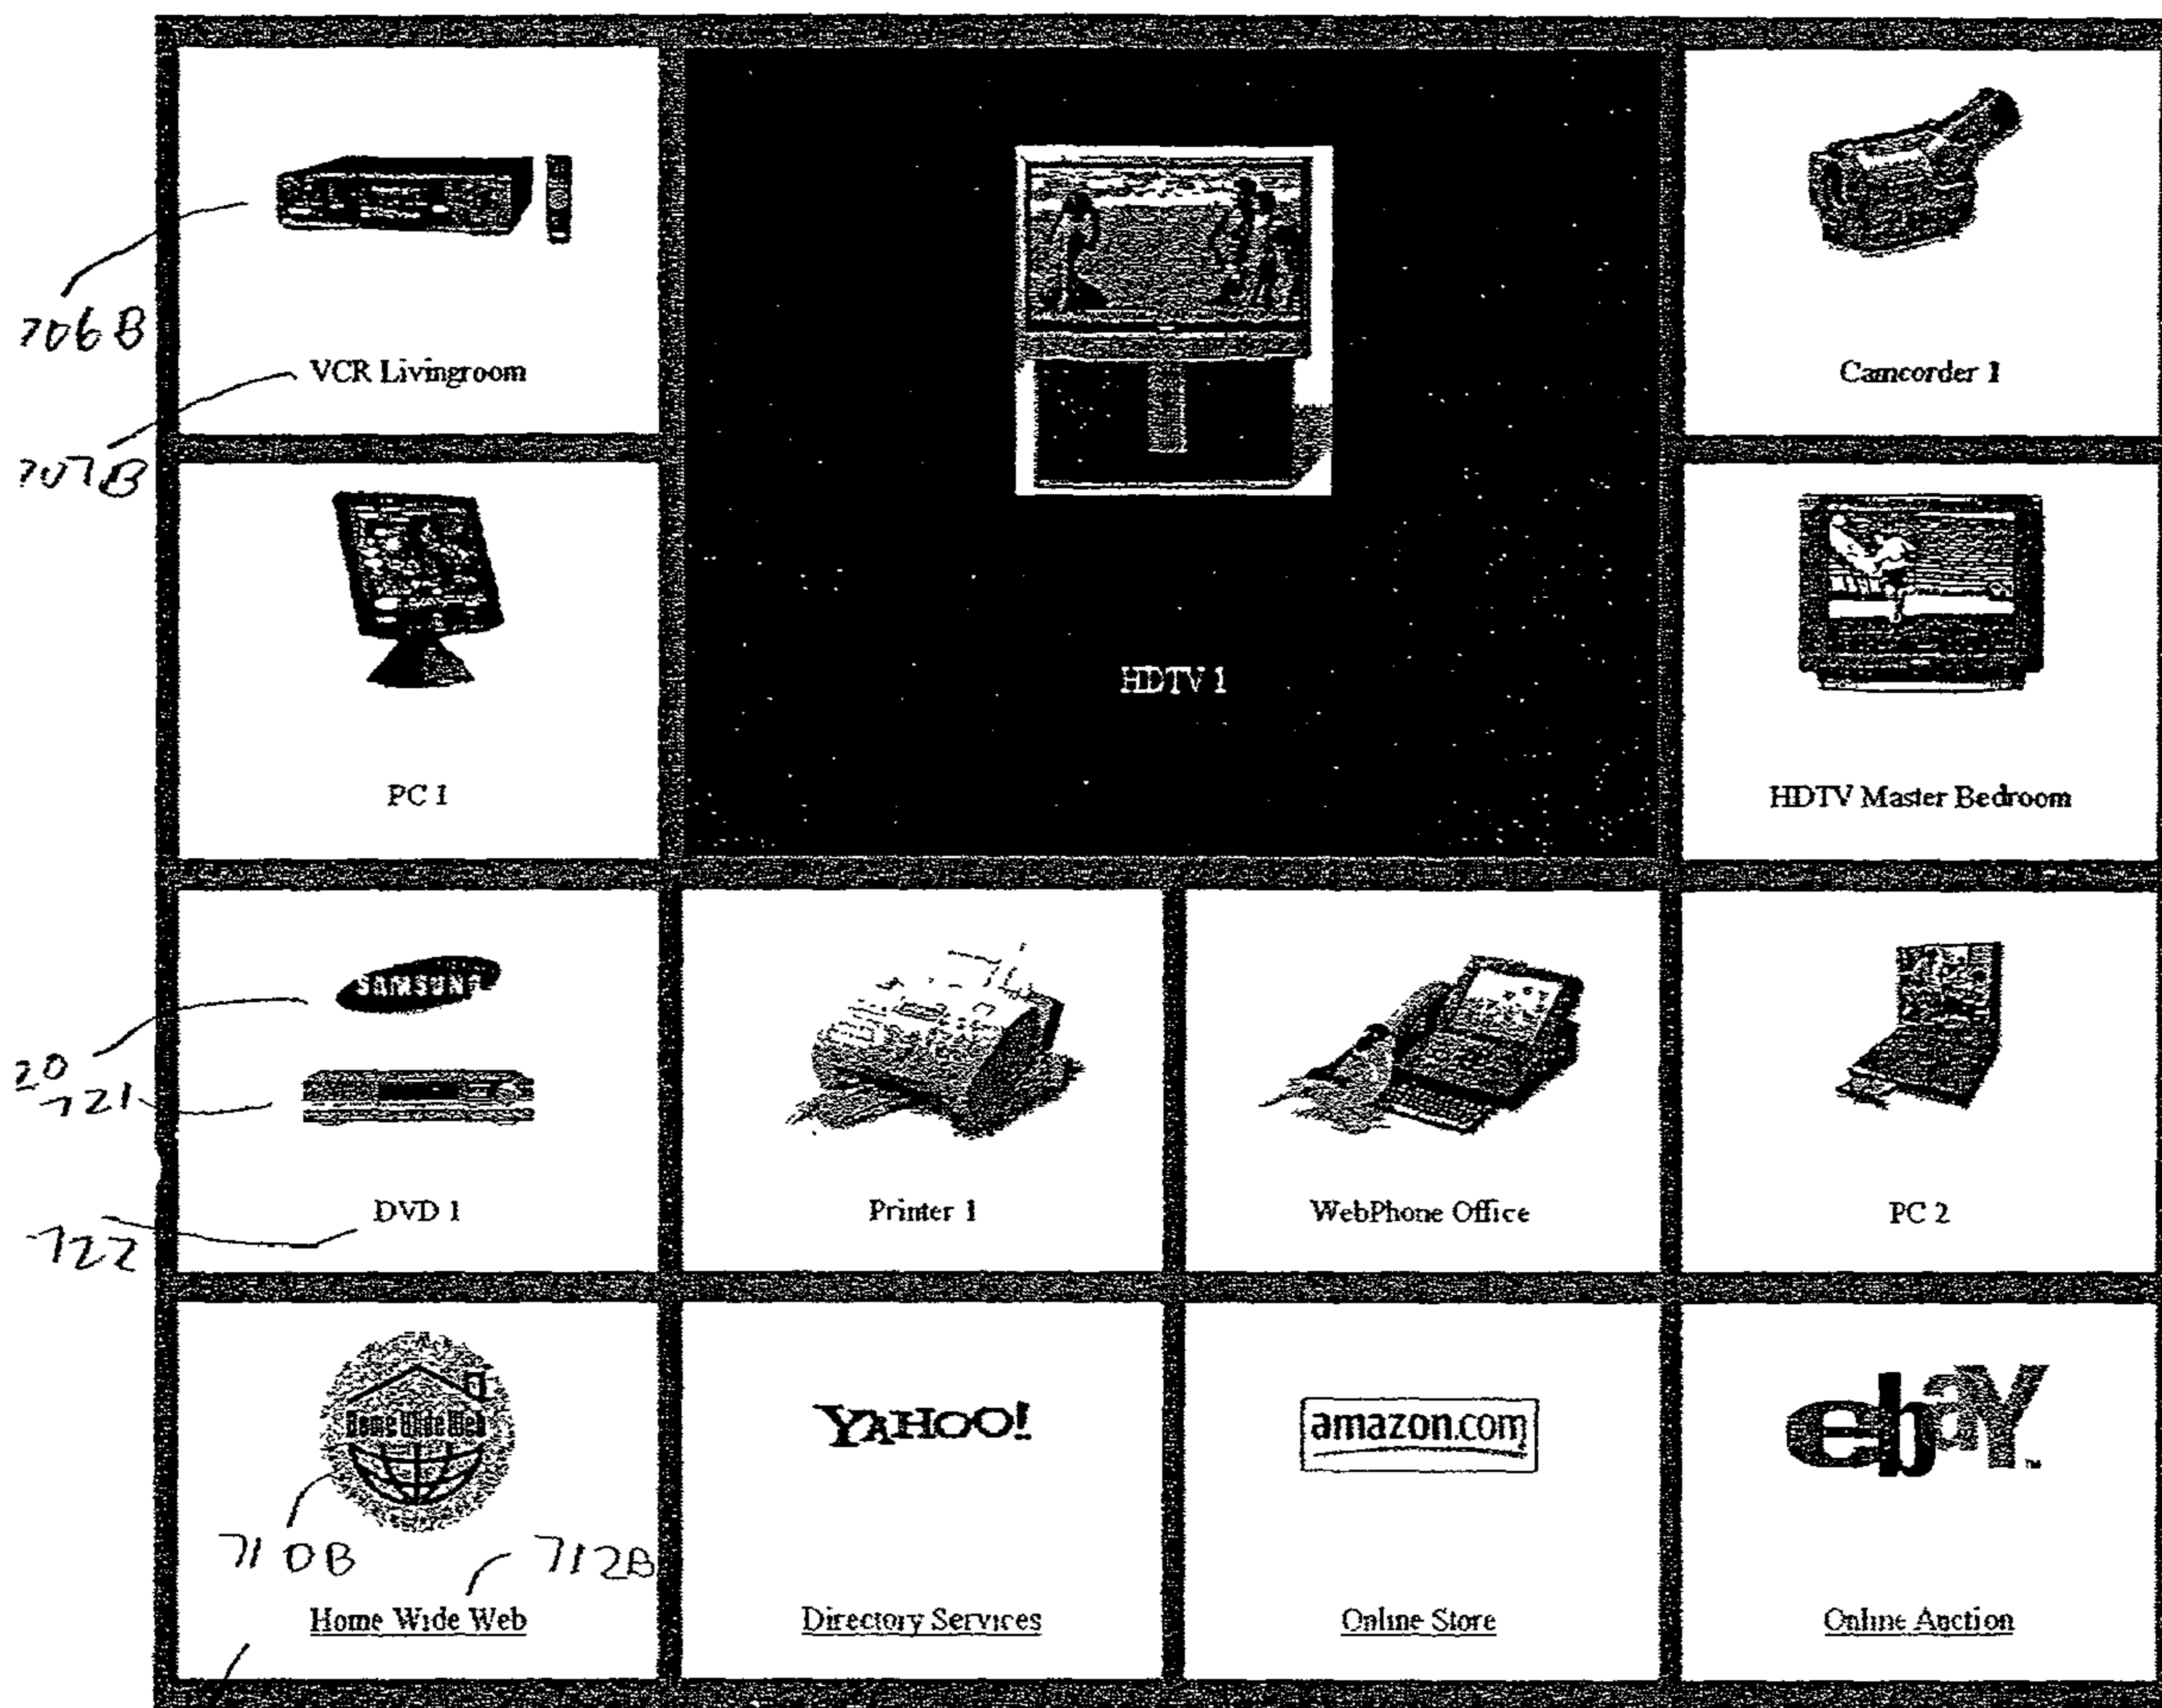 706B
VCR Livingroom
Camcorder 1
707B
HDTV 1
PC 1
HDTV Master Bedroom
SAMSUNG
20
721
DVD 1
Printer 1
WebPhone Office
PC 2
722
Home Wide Web
YAHOO!
amazon.com
ebaY
TM
710B
712B
Home Wide Web
Directory Services
Online Store
Online Auction